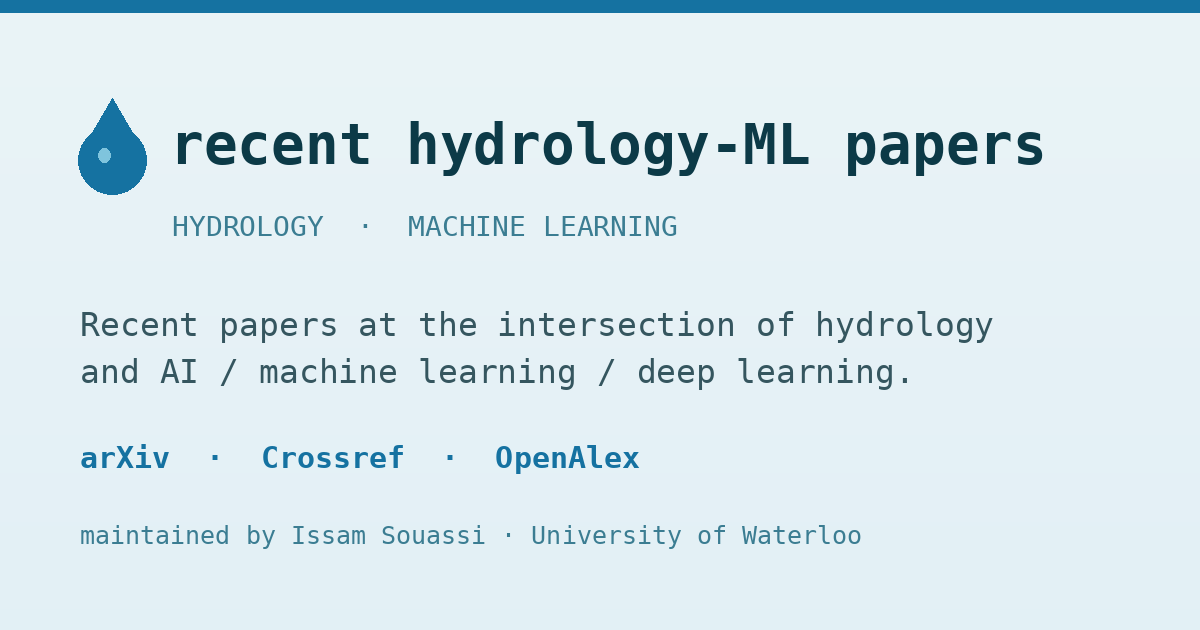 recent hydrology-ML papers
HYDROLOGY · MACHINE LEARNING
Recent papers at the intersection of hydrology
and AI / machine learning / deep learning.
arXiv · Crossref · OpenAlex
maintained by Issam Souassi · University of Waterloo